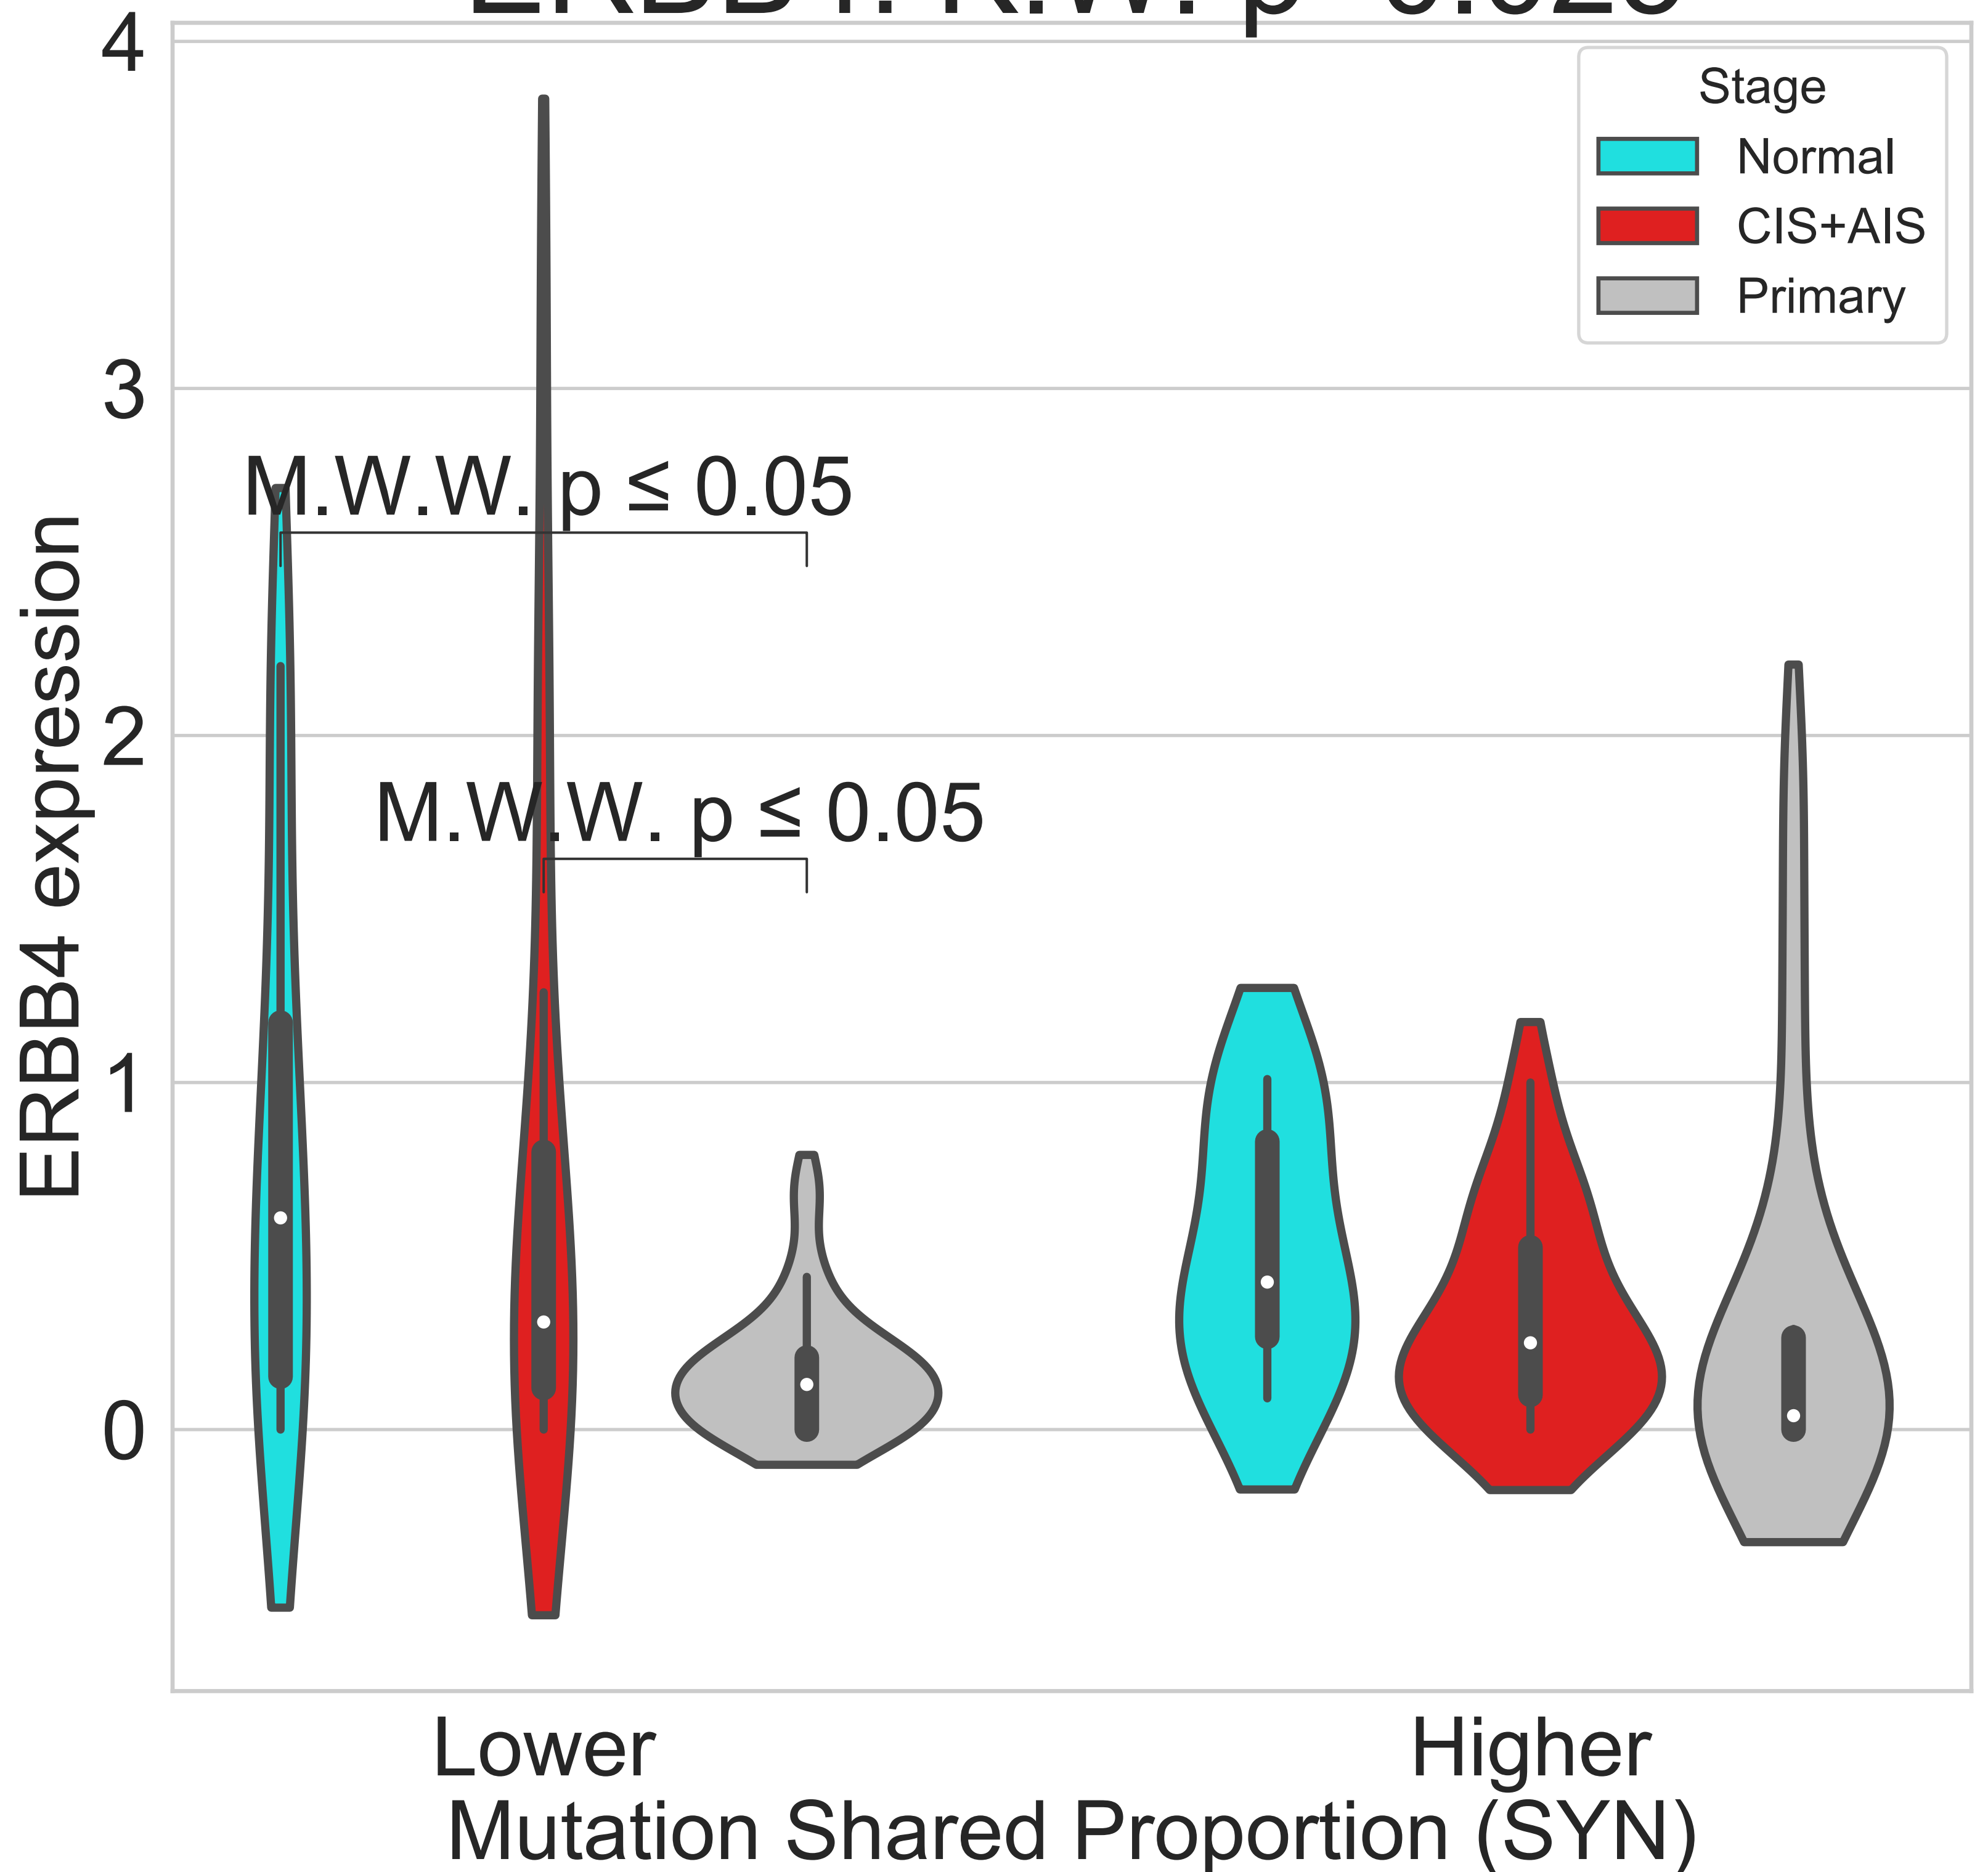 4
Stage
Normal
CIS+AIS
Primary
3
M.W.W. p ≤ 0.05
2
M.W.W. p ≤ 0.05
ERBB4 expression
1
0
Lower
Higher
Mutation Shared Proportion (SYN)